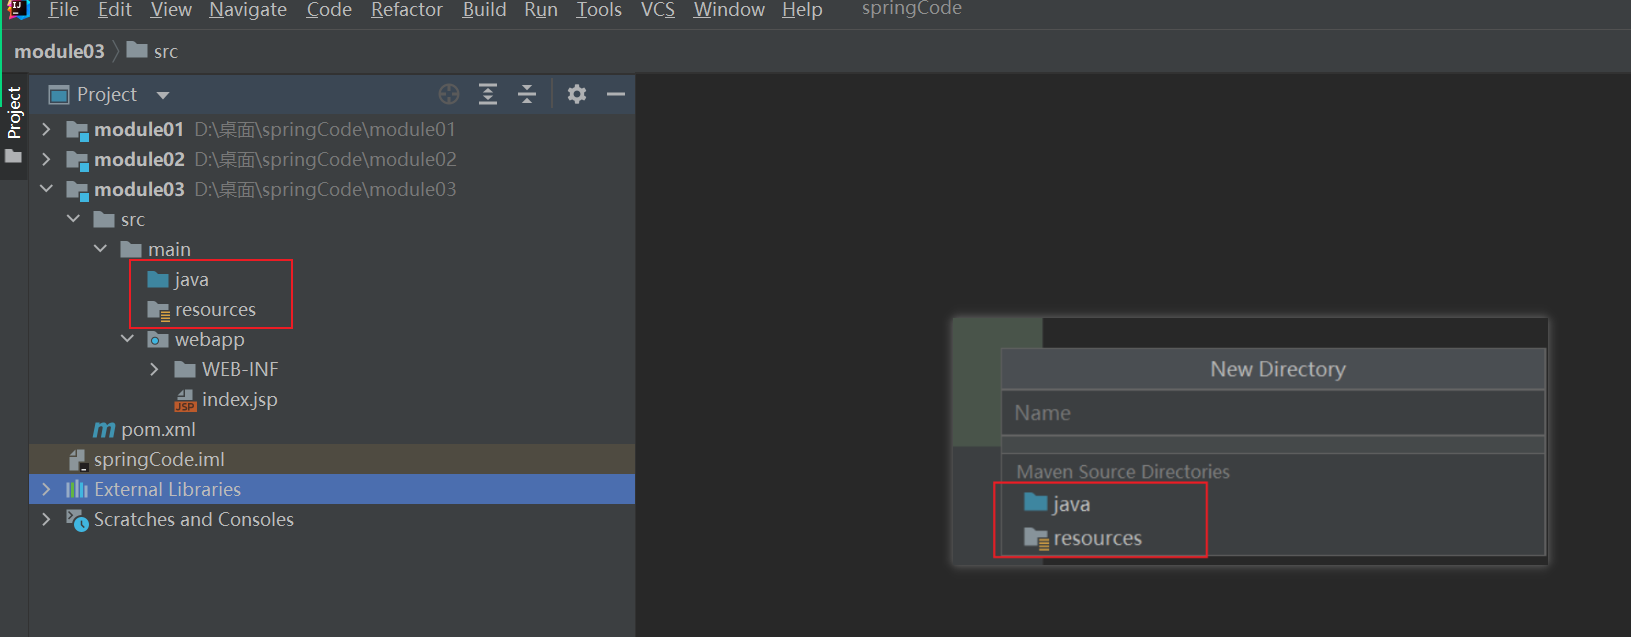 File Edit View Navigate Code Refactor Build Run Tools VCS Window Help springCode
module03 src
Project
Project
module01 D:\桌面\springCode\module01
module02 D:\桌面\springCode\module02
module03 D:\桌面\springCode\module03
src
main
java
resources
webapp
WEB-INF
index.jsp
pom.xml
springCode.iml
External Libraries
Scratches and Consoles
New Directory
Name
Maven Source Directories
java
resources